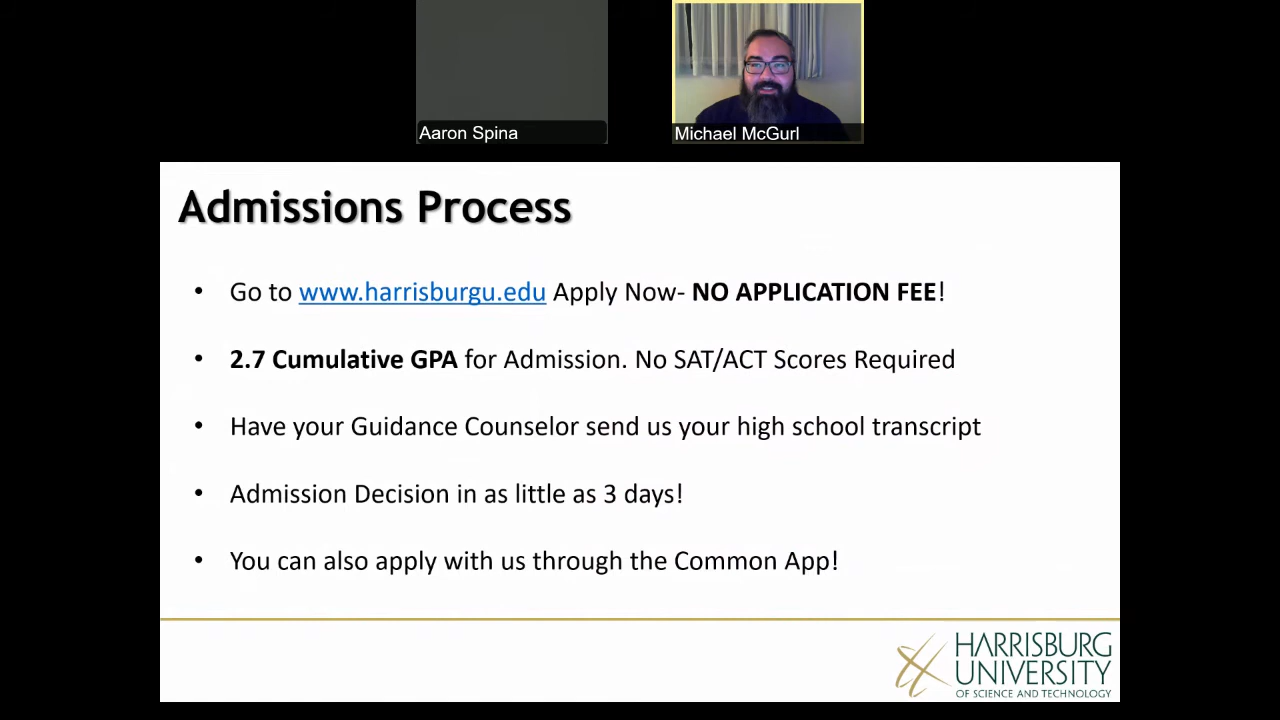 Aaron Spina
Michael McGurl
Admissions Process
• Go to www.harrisburgu.edu Apply Now- NO APPLICATION FEE!
• 2.7 Cumulative GPA for Admission. No SAT/ACT Scores Required
• Have your Guidance Counselor send us your high school transcript
• Admission Decision in as little as 3 days!
• You can also apply with us through the Common App!
HARRISBURG
UNIVERSITY
OF SCIENCE AND TECHNOLOGY